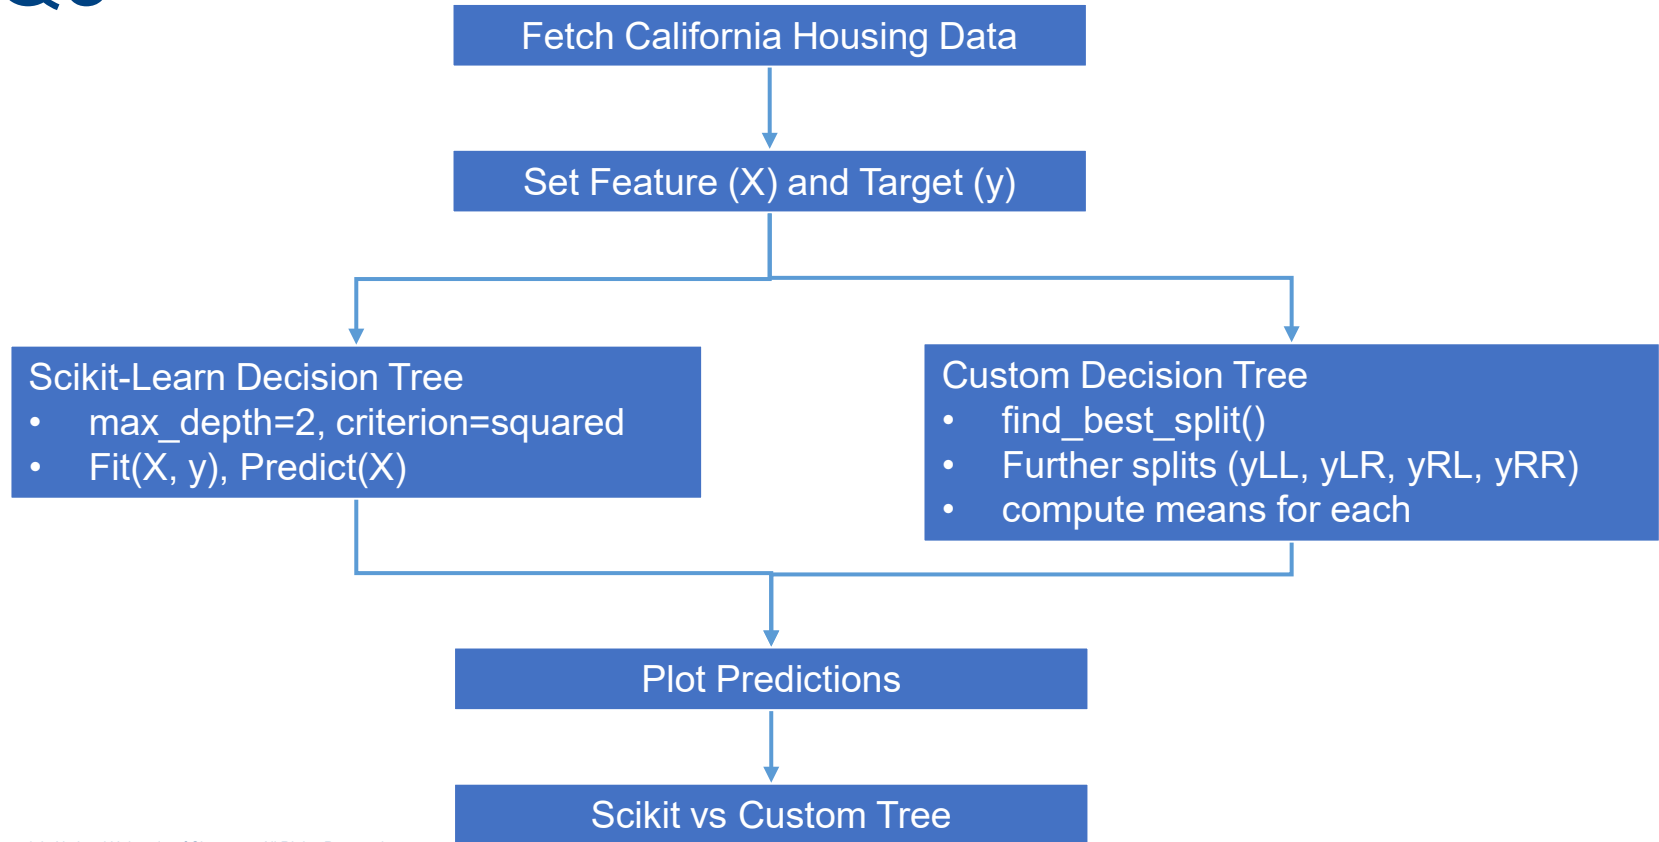 Fetch California Housing Data
Set Feature (X) and Target (y)
Scikit-Learn Decision Tree
• max_depth=2, criterion=squared
• Fit(X, y), Predict(X)
Custom Decision Tree
• find_best_split()
• Further splits (yLL, yLR, yRL, yRR)
• compute means for each
Plot Predictions
Scikit vs Custom Tree